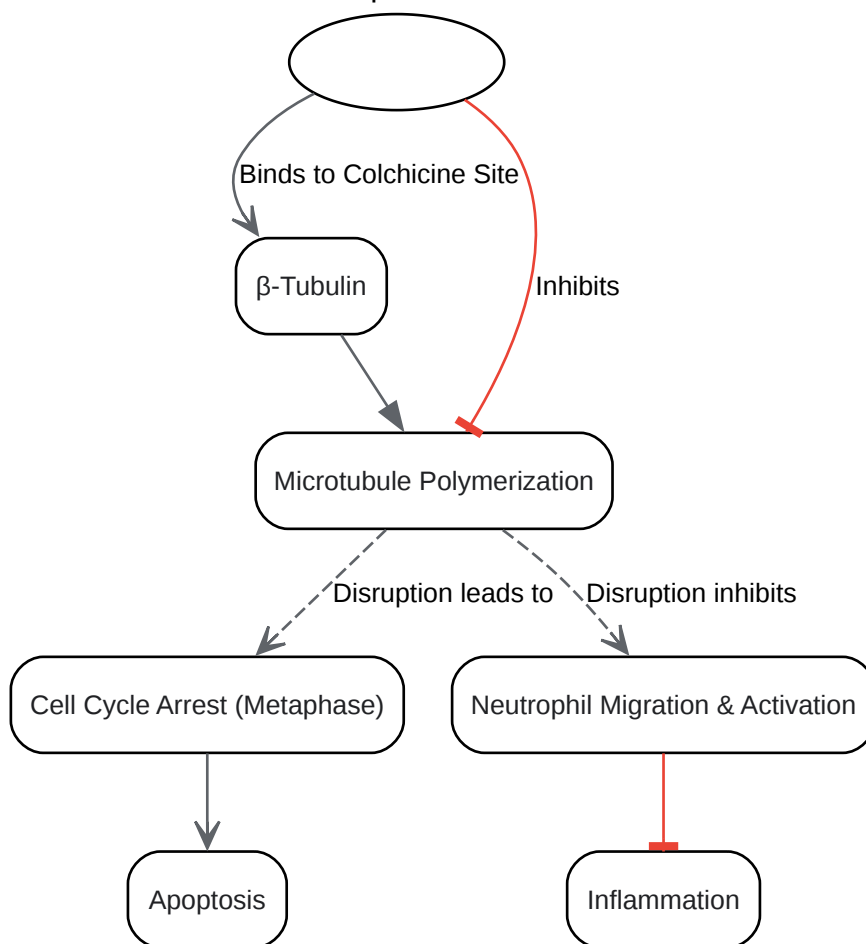 Binds to Colchicine Site
β-Tubulin
Inhibits
Microtubule Polymerization
Disruption leads to
Disruption inhibits
Cell Cycle Arrest (Metaphase)
Neutrophil Migration & Activation
Apoptosis
Inflammation